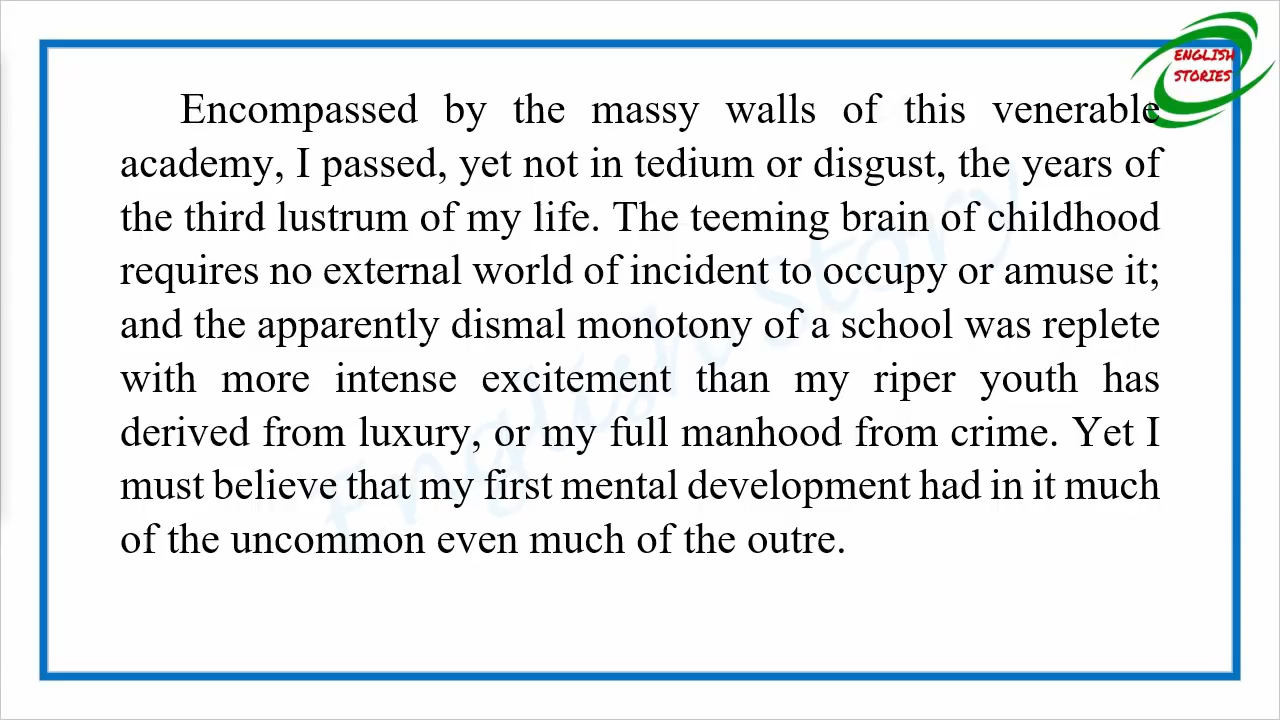 ENGLISH
STORIES
Encompassed by the massy walls of this venerable
academy, I passed, yet not in tedium or disgust, the years of
the third lustrum of my life. The teeming brain of childhood
requires no external world of incident to occupy or amuse it;
and the apparently dismal monotony of a school was replete
with more intense excitement than my riper youth has
derived from luxury, or my full manhood from crime. Yet I
must believe that my first mental development had in it much
of the uncommon even much of the outre.
English Story